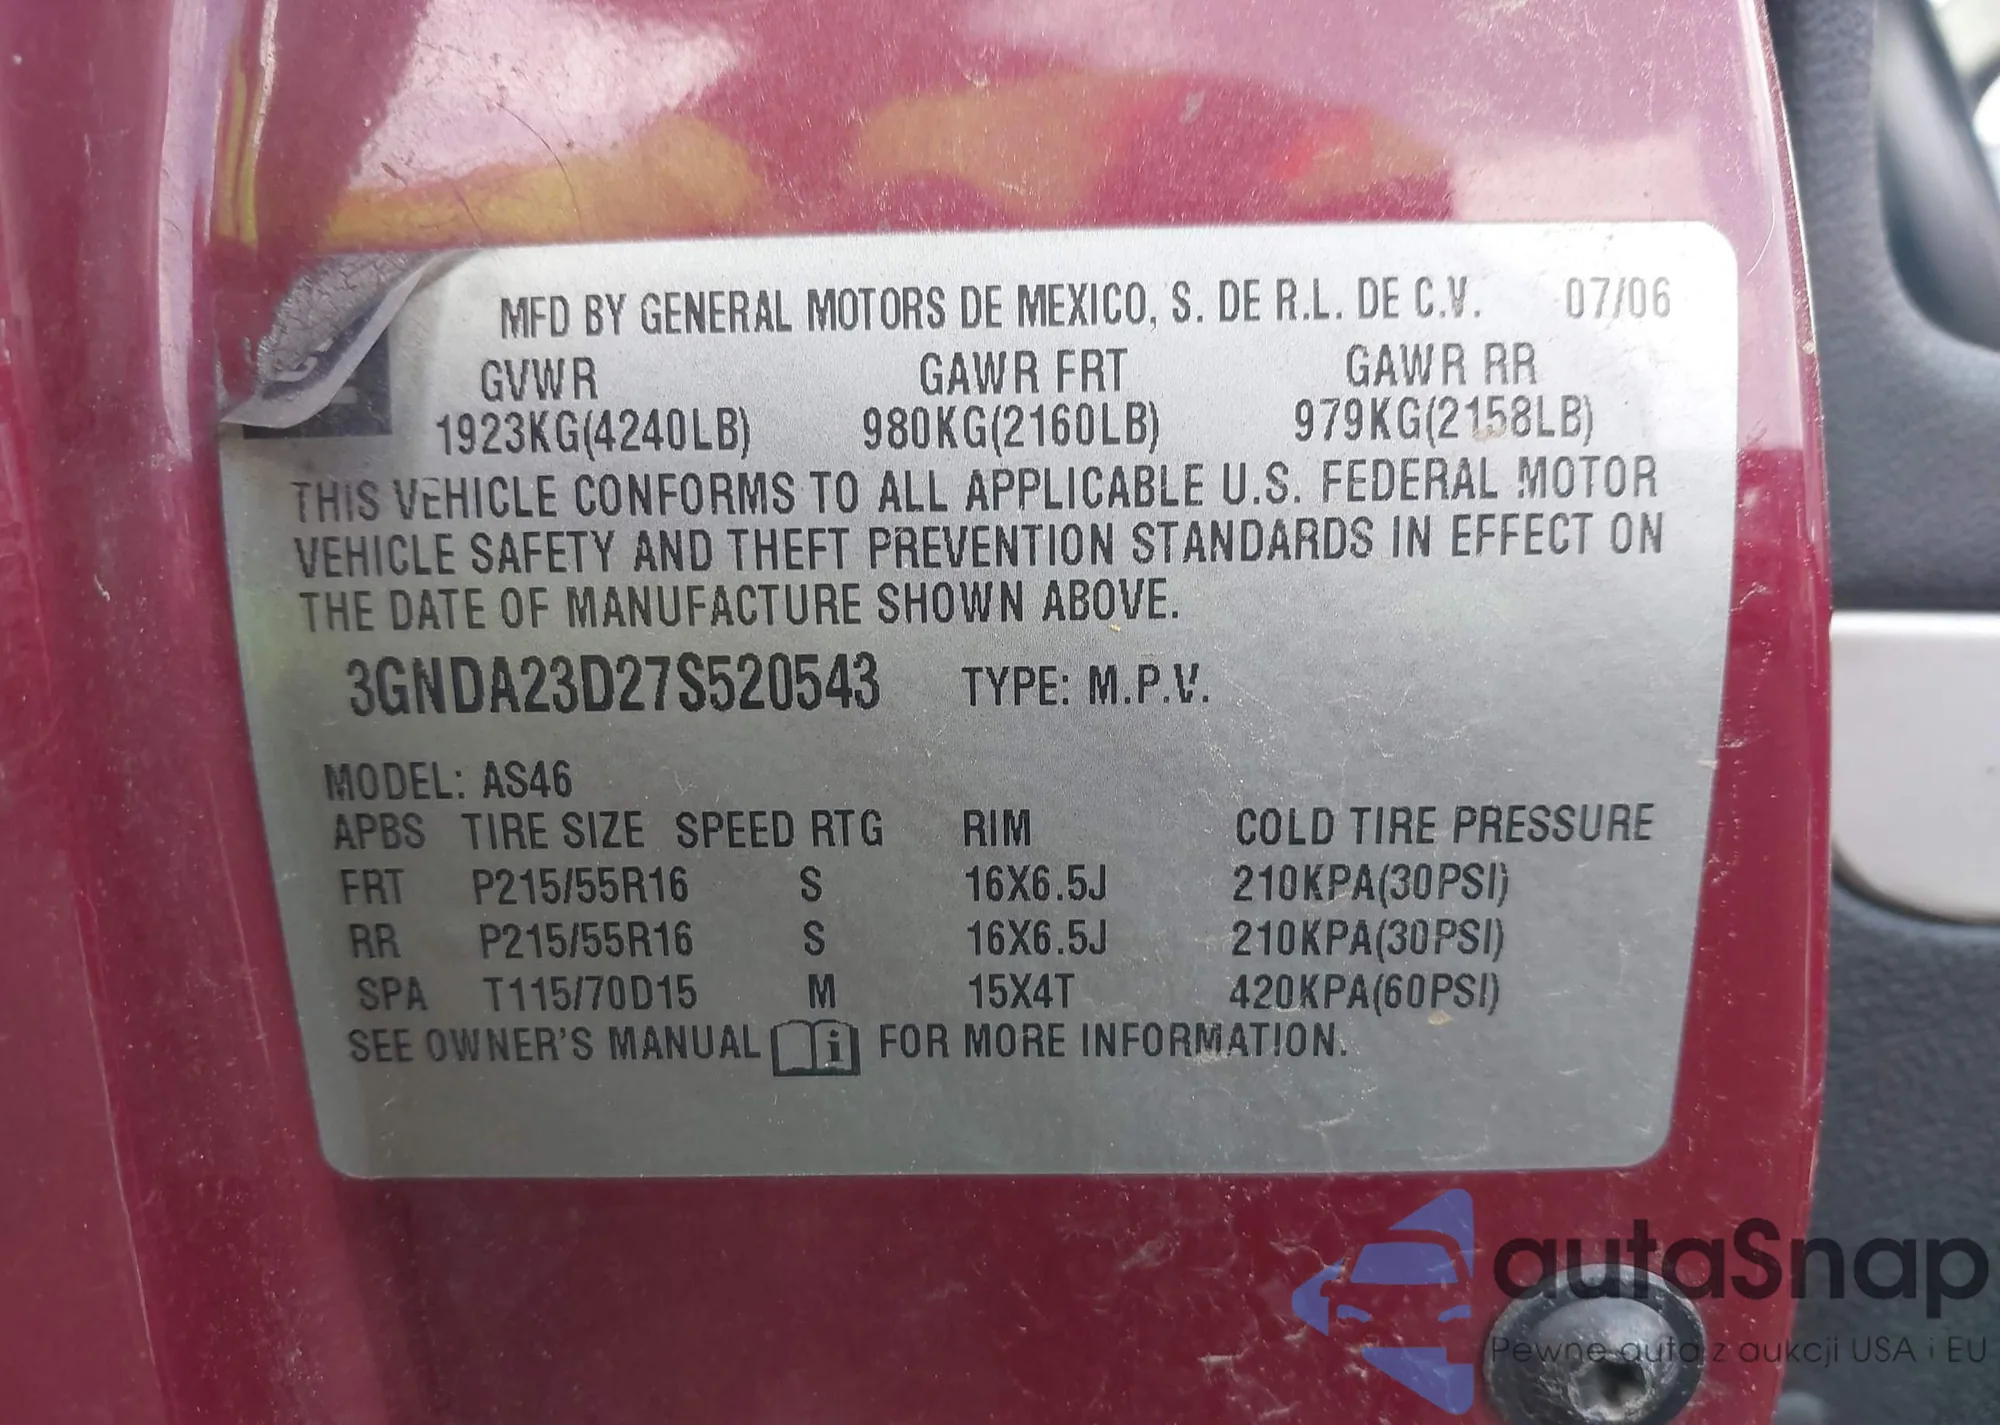 MFD BY GENERAL MOTORS DE MEXICO, S. DE R.L. DE C.V. 07/06
GVWR GAWR FRT GAWR RR
1923KG(4240LB) 980KG(2160LB) 979KG(2158LB)
THIS VEHICLE CONFORMS TO ALL APPLICABLE U.S. FEDERAL MOTOR
VEHICLE SAFETY AND THEFT PREVENTION STANDARDS IN EFFECT ON
THE DATE OF MANUFACTURE SHOWN ABOVE.
3GNDA23D27S520543 TYPE: M.P.V.
MODEL: AS46
APBS TIRE SIZE SPEED RTG RIM COLD TIRE PRESSURE
FRT P215/55R16 S 16X6.5J 210KPA(30PSI)
RR P215/55R16 S 16X6.5J 210KPA(30PSI)
SPA T115/70D15 M 15X4T 420KPA(60PSI)
SEE OWNER'S MANUAL i FOR MORE INFORMATION.
autaSnap
Pewne auta z aukcji USA i EU